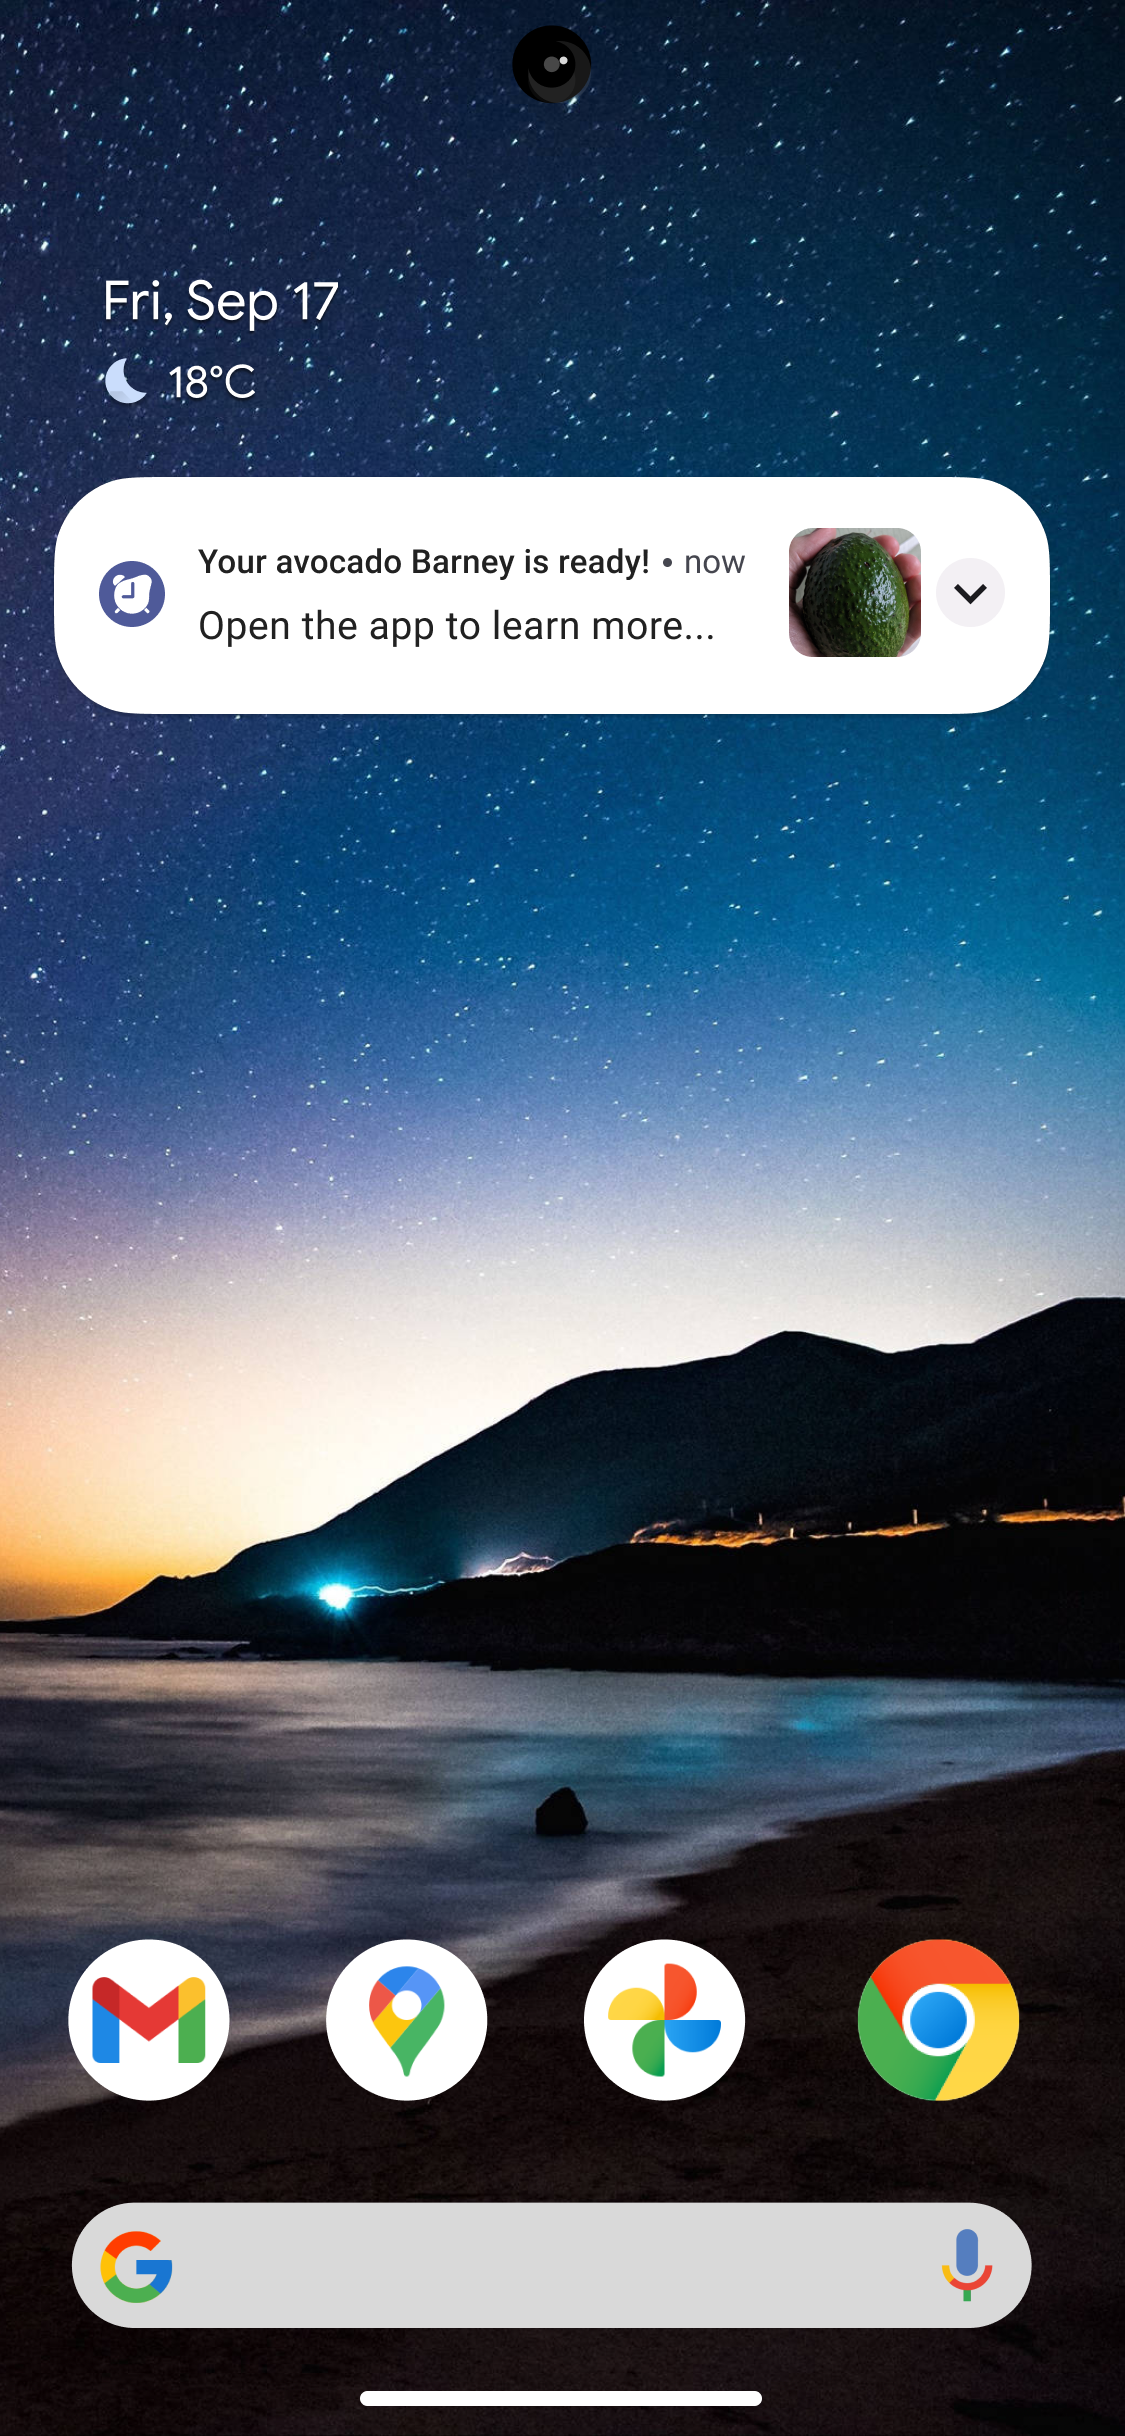 Fri, Sep 17
18°C
Your avocado Barney is ready! • now
Open the app to learn more...